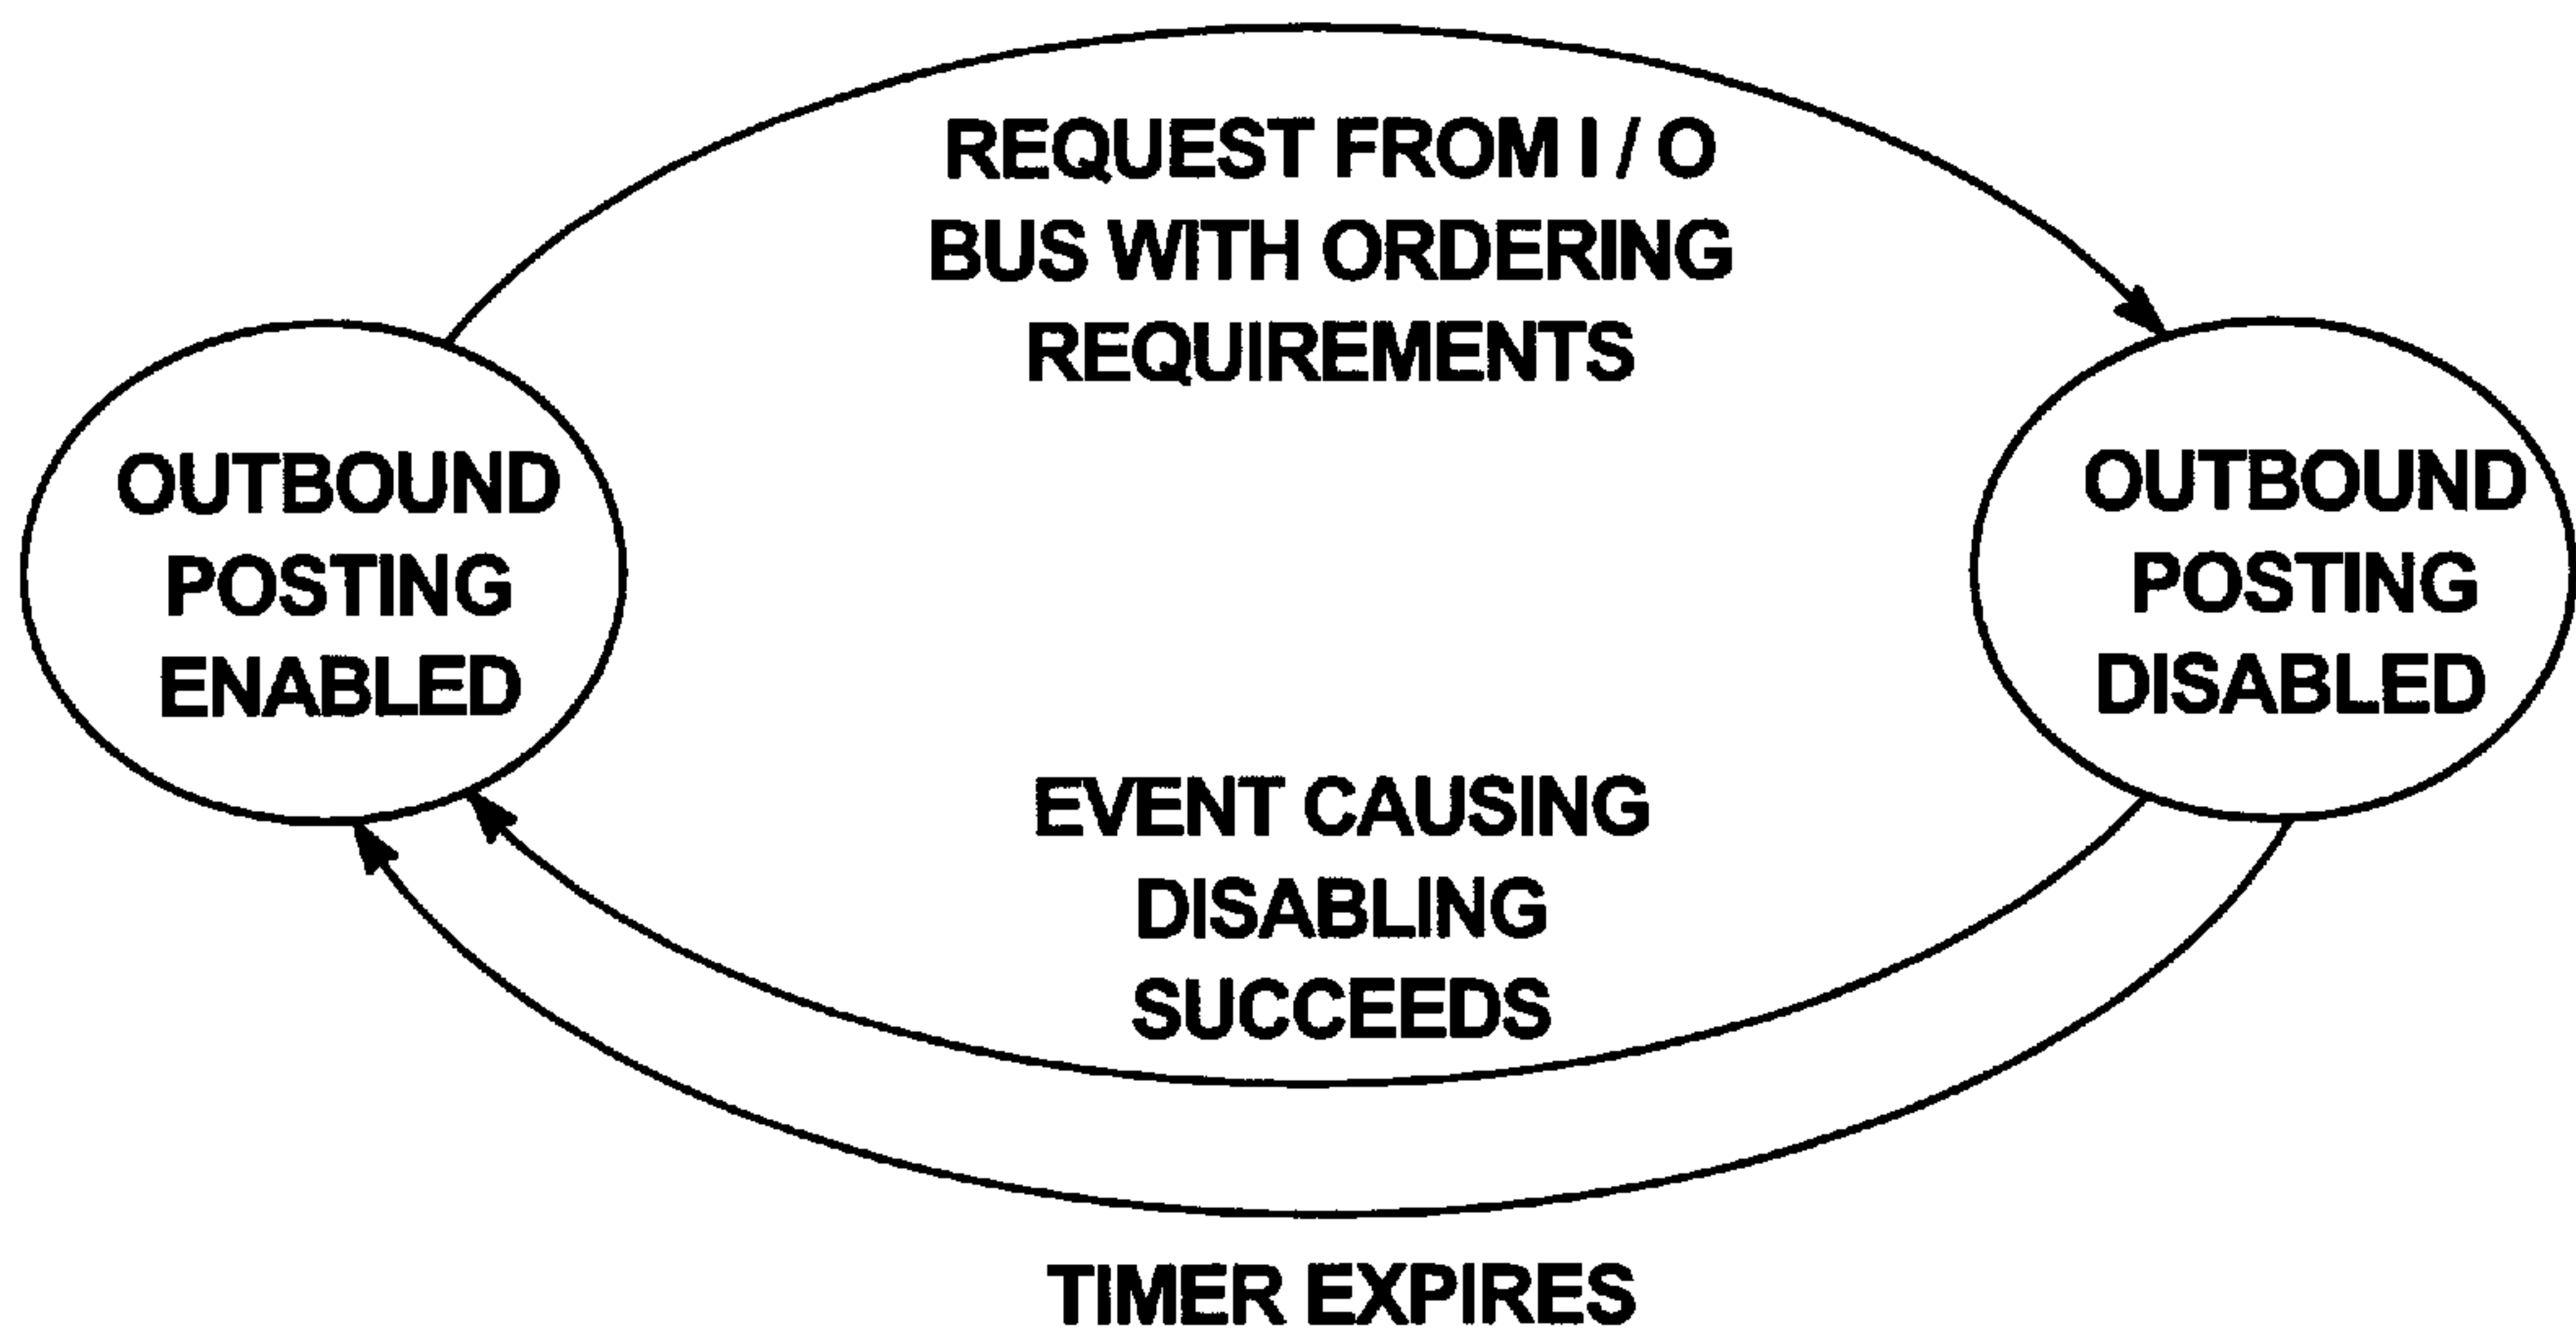 REQUEST FROM I / O
BUS WITH ORDERING
REQUIREMENTS
OUTBOUND
POSTING
ENABLED
OUTBOUND
POSTING
DISABLED
EVENT CAUSING
DISABLING
SUCCEEDS
TIMER EXPIRES